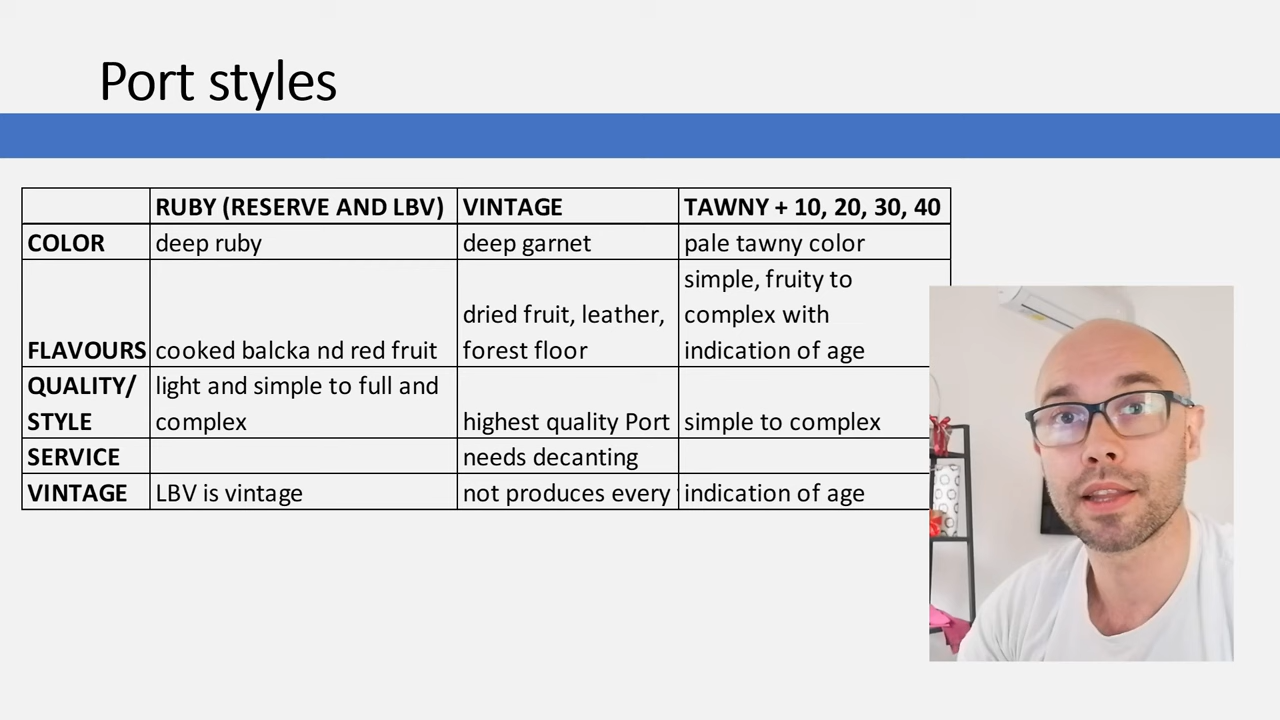 Port styles
RUBY (RESERVE AND LBV) VINTAGE TAWNY + 10, 20, 30, 40
COLOR deep ruby deep garnet pale tawny color
FLAVOURS cooked balcka nd red fruit dried fruit, leather, forest floor simple, fruity to complex with indication of age
QUALITY/ STYLE light and simple to full and complex highest quality Port simple to complex
SERVICE needs decanting
VINTAGE LBV is vintage not produces every indication of age